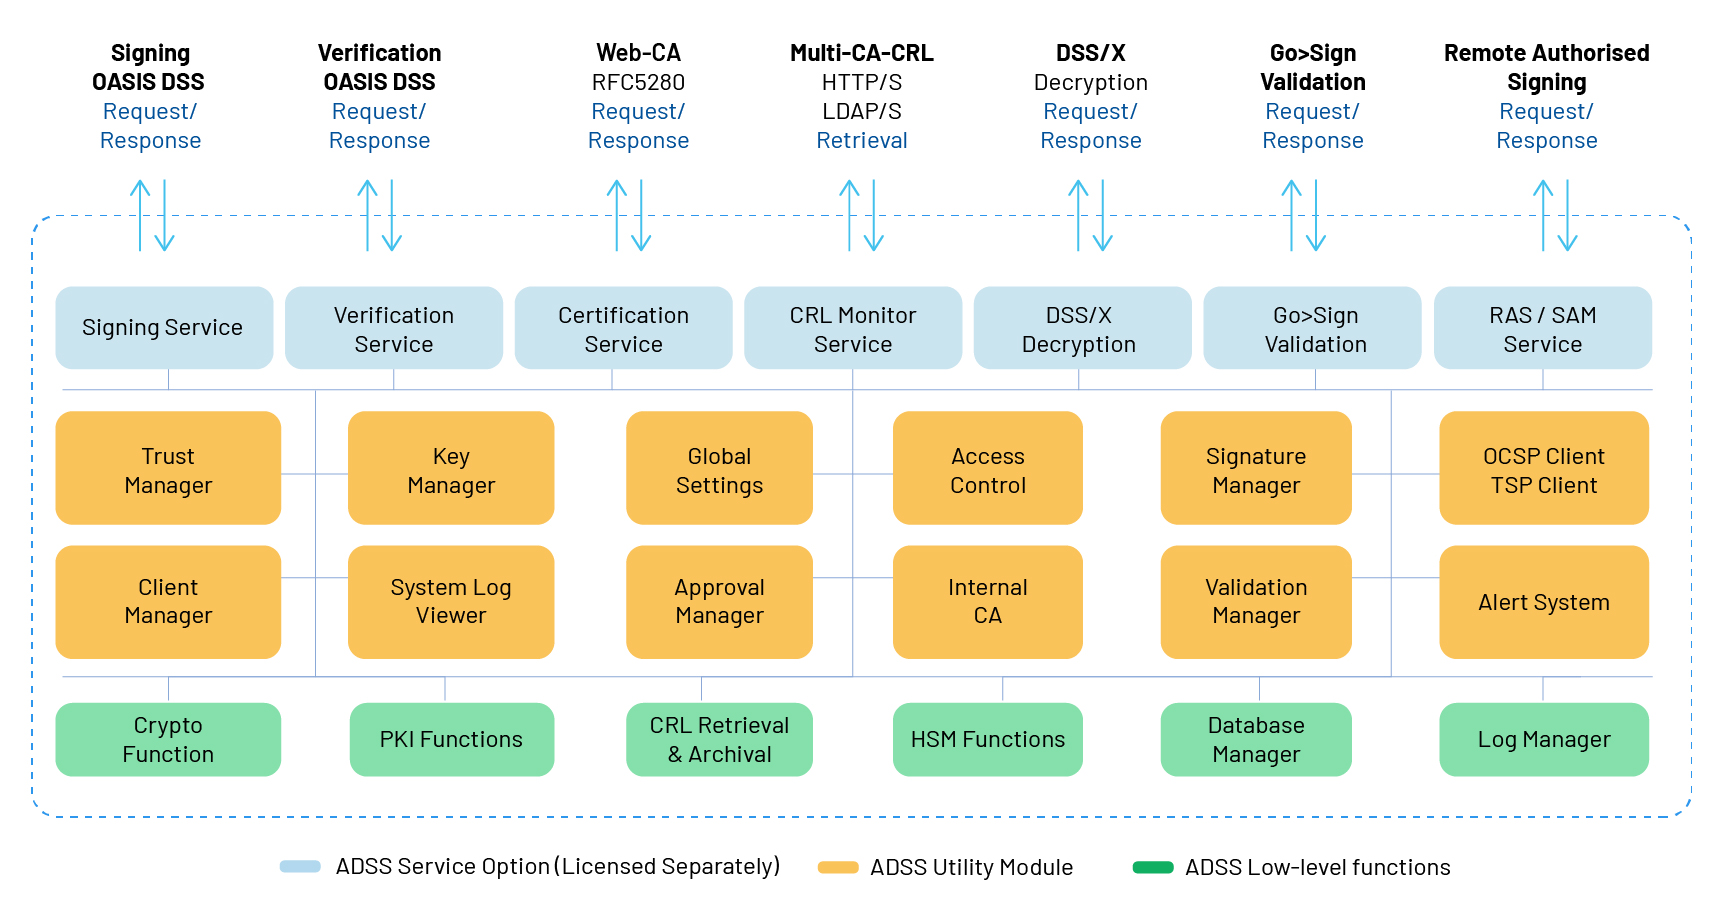 Signing
OASIS DSS
Request/
Response
Verification
OASIS DSS
Request/
Response
Web-CA
RFC5280
Request/
Response
Multi-CA-CRL
HTTP/S
LDAP/S
Retrieval
DSS/X
Decryption
Request/
Response
Go>Sign
Validation
Request/
Response
Remote Authorised
Signing
Request/
Response
Signing Service
Verification
Service
Certification
Service
CRL Monitor
Service
DSS/X
Decryption
Go>Sign
Validation
RAS / SAM
Service
Trust
Manager
Key
Manager
Global
Settings
Access
Control
Signature
Manager
OCSP Client
TSP Client
Client
Manager
System Log
Viewer
Approval
Manager
Internal
CA
Validation
Manager
Alert System
Crypto
Function
PKI Functions
CRL Retrieval
& Archival
HSM Functions
Database
Manager
Log Manager
ADSS Service Option (Licensed Separately)
ADSS Utility Module
ADSS Low-level functions